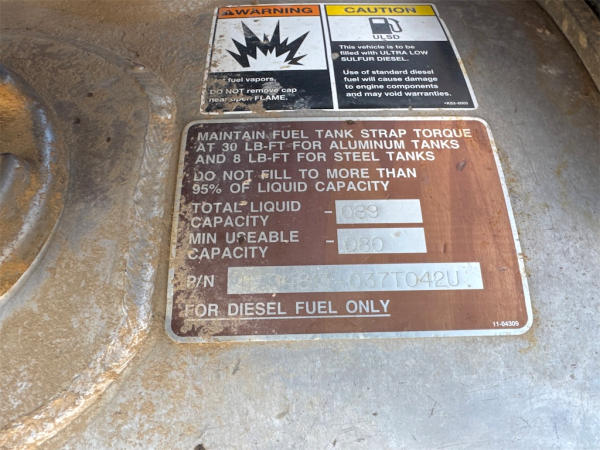 WARNING
fuel vapors.
DO NOT remove cap
near open FLAME.
CAUTION
ULSD
This vehicle is to be
filled with ULTRA LOW
SULFUR DIESEL.
Use of standard diesel
fuel will cause damage
to engine components
and may void warranties.
MAINTAIN FUEL TANK STRAP TORQUE
AT 30 LB-FT FOR ALUMINUM TANKS
AND 8 LB-FT FOR STEEL TANKS
DO NOT FILL TO MORE THAN
95% OF LIQUID CAPACITY
TOTAL LIQUID
CAPACITY - 089
MIN USEABLE
CAPACITY - 080
P/N
FOR DIESEL FUEL ONLY
11-04309